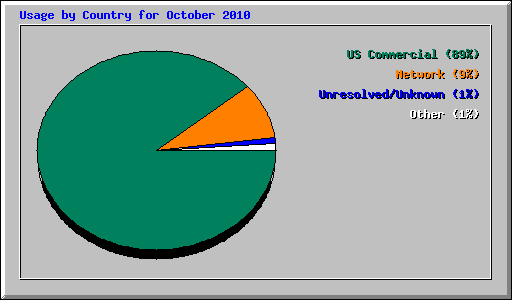 Usage by Country for October 2010
US Commercial (89%)
Network (9%)
Unresolved/Unknown (1%)
Other (1%)